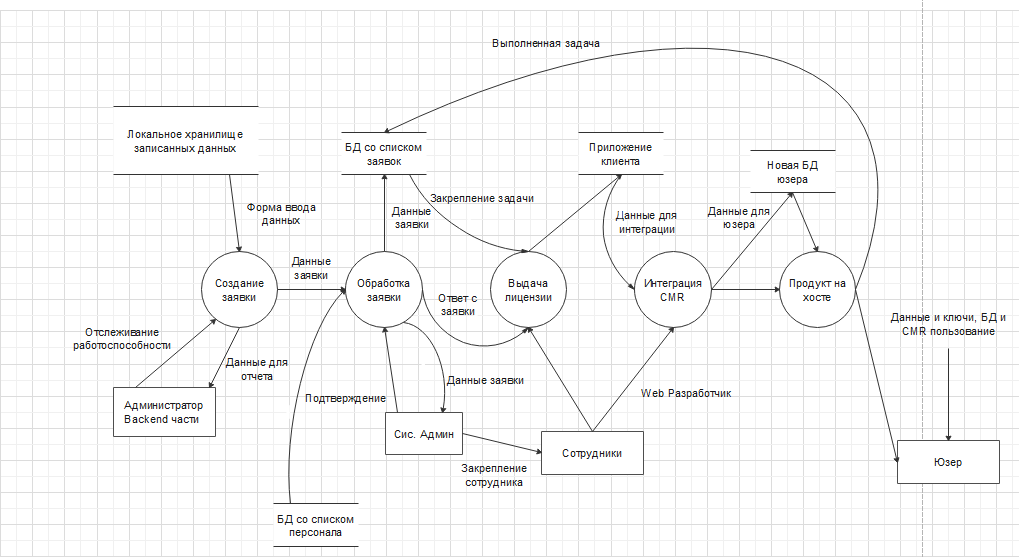 Выполненная задача
Локальное хранилище
записанных данных
БД со списком
заявок
Приложение
клиента
Новая БД
юзера
Форма ввода
данных
Данные
заявки
Закрепление задачи
Данные для
интеграции
Данные для
юзера
Данные
заявки
Создание
заявки
Обработка
заявки
Ответ с
заявки
Выдача
лицензии
Интеграция
CMR
Продукт на
хосте
Данные и ключи, БД и
CMR пользование
Отслеживание
работоспособности
Данные для
отчета
Администратор
Backend части
Подтверждение
Данные заявки
Web Разработчик
Сис. Админ
Закрепление
сотрудника
Сотрудники
Юзер
БД со списком
персонала